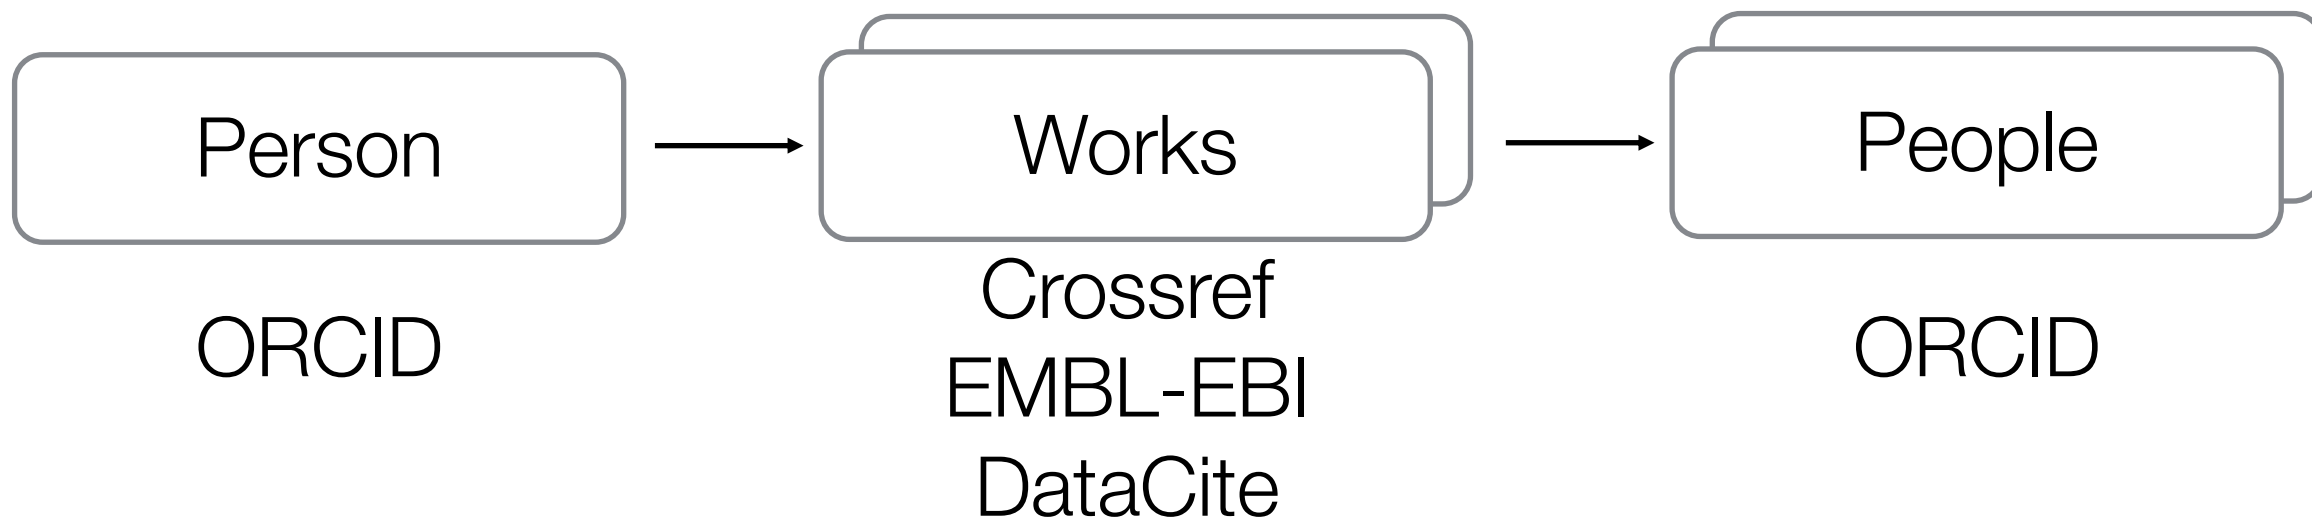 Person
Works
People
ORCID
Crossref
EMBL-EBI
DataCite
ORCID